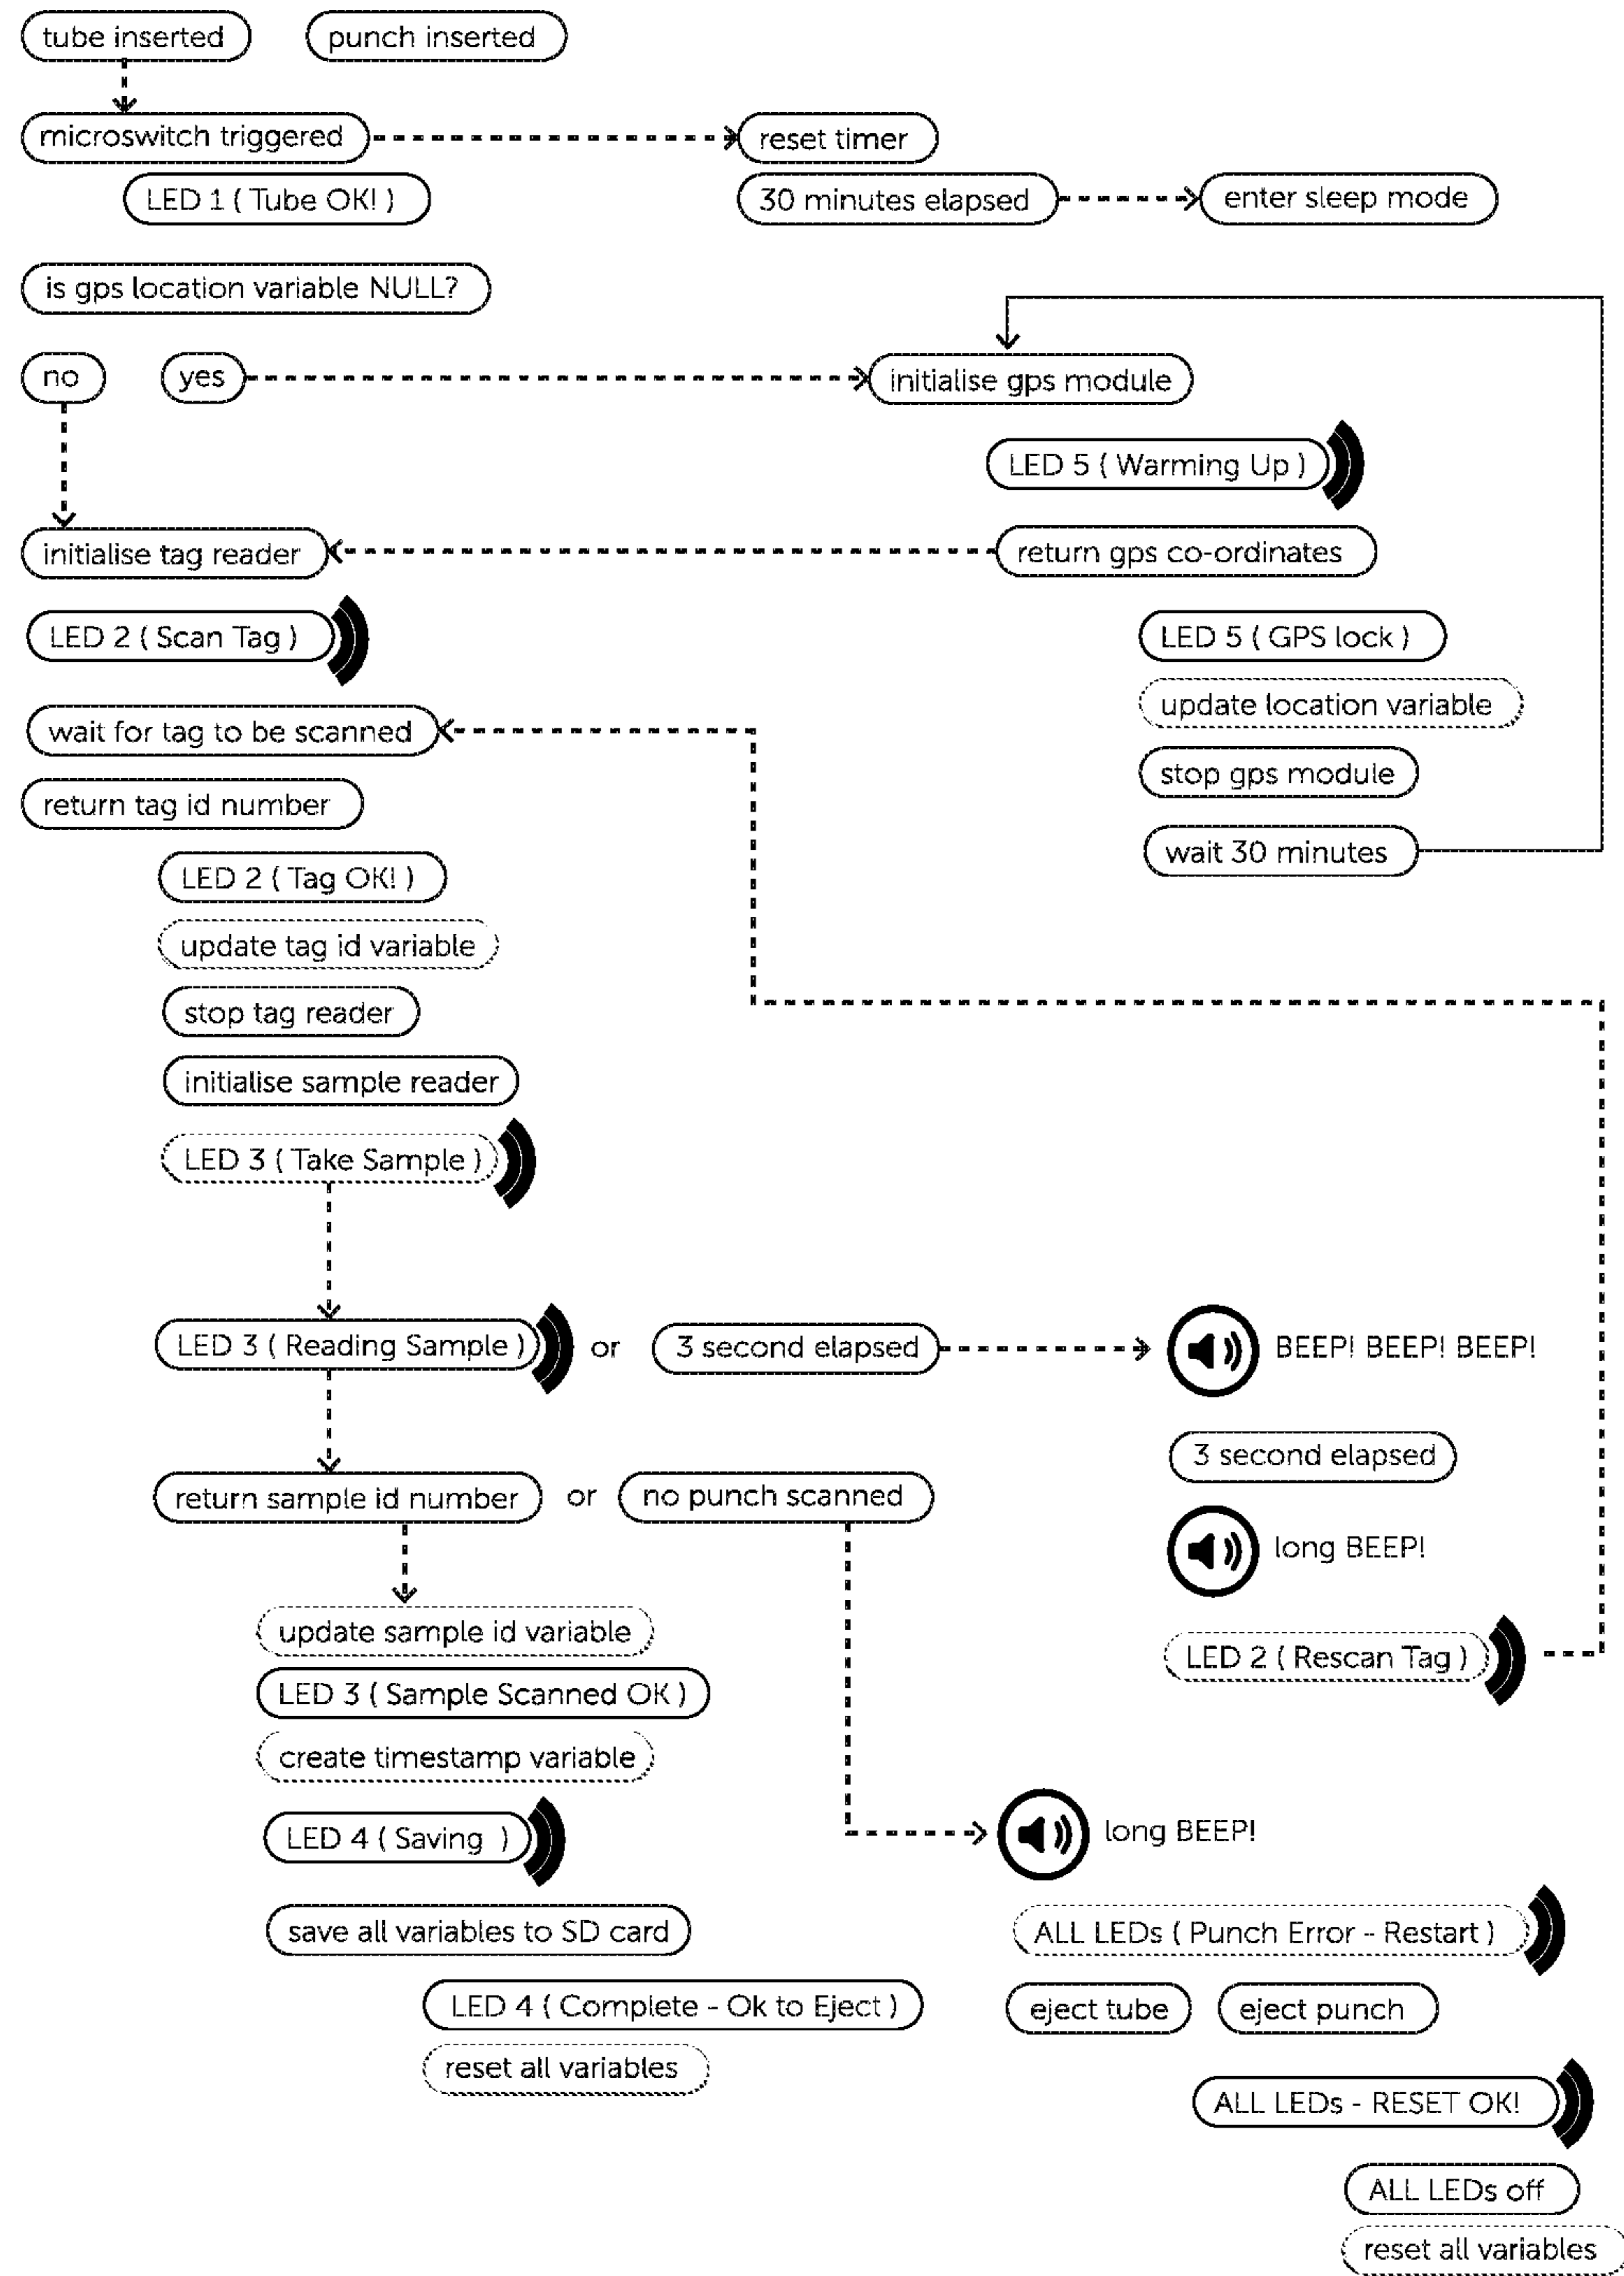 tube inserted
punch inserted
microswitch triggered
reset timer
LED 1 ( Tube OK! )
30 minutes elapsed
enter sleep mode
is gps location variable NULL?
no
yes
initialise gps module
LED 5 ( Warming Up )
initialise tag reader
return gps co-ordinates
LED 2 ( Scan Tag )
LED 5 ( GPS lock )
update location variable
wait for tag to be scanned
stop gps module
return tag id number
wait 30 minutes
LED 2 ( Tag OK! )
update tag id variable
stop tag reader
initialise sample reader
LED 3 ( Take Sample )
LED 3 ( Reading Sample )
or
3 second elapsed
BEEP! BEEP! BEEP!
3 second elapsed
return sample id number
or
no punch scanned
long BEEP!
update sample id variable
LED 2 ( Rescan Tag )
LED 3 ( Sample Scanned OK )
create timestamp variable
LED 4 ( Saving )
long BEEP!
save all variables to SD card
ALL LEDs ( Punch Error - Restart )
LED 4 ( Complete - Ok to Eject )
eject tube
eject punch
reset all variables
ALL LEDs - RESET OK!
ALL LEDs off
reset all variables